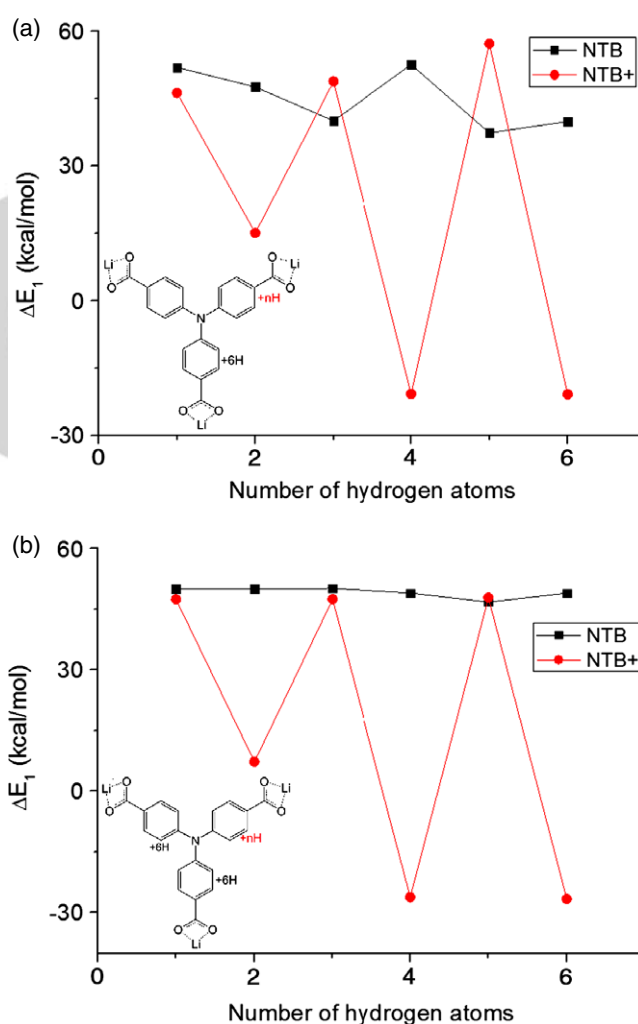 (a)
60
30
0
-30
ΔE1 (kcal/mol)
NTB
NTB+
Li
O
O
O
O
Li
+nH
N
+6H
O
O
Li
0
2
4
6
Number of hydrogen atoms
(b)
60
30
0
-30
ΔE1 (kcal/mol)
NTB
NTB+
Li
O
O
O
O
Li
+6H
N
+nH
+6H
O
O
Li
0
2
4
6
Number of hydrogen atoms